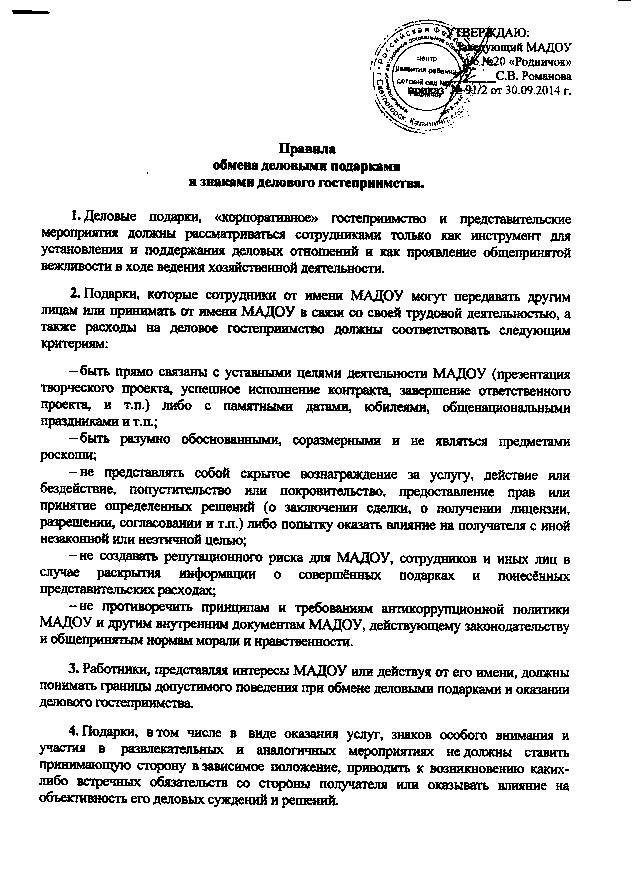 УТВЕРЖДАЮ:
Заведующий МАДОУ
№20 «Родничок»
С.В. Романова
приказ № 91/2 от 30.09.2014 г.
центр
развития ребенка
детский сад №
Правила
обмена деловыми подарками
и знаками делового гостеприимства.
1. Деловые подарки, «корпоративное» гостеприимство и представительские
мероприятия должны рассматриваться сотрудниками только как инструмент для
установления и поддержания деловых отношений и как проявление общепринятой
вежливости в ходе ведения хозяйственной деятельности.
2. Подарки, которые сотрудники от имени МАДОУ могут передавать другим
лицам или принимать от имени МАДОУ в связи со своей трудовой деятельностью, а
также расходы на деловое гостеприимство должны соответствовать следующим
критериям:
– быть прямо связаны с уставными целями деятельности МАДОУ (презентация
творческого проекта, успешное исполнение контракта, завершение ответственного
проекта, и т.п.) либо с памятными датами, юбилеями, общенациональными
праздниками и т.п.;
– быть разумно обоснованными, соразмерными и не являться предметами
роскоши;
– не представлять собой скрытое вознаграждение за услугу, действие или
бездействие, попустительство или покровительство, предоставление прав или
принятие определенных решений (о заключении сделки, о получении лицензии,
разрешении, согласовании и т.п.) либо попытку оказать влияние на получателя с иной
незаконной или неэтичной целью;
– не создавать репутационного риска для МАДОУ, сотрудников и иных лиц в
случае раскрытия информации о совершённых подарках и понесённых
представительских расходах;
– не противоречить принципам и требованиям антикоррупционной политики
МАДОУ и другим внутренним документам МАДОУ, действующему законодательству
и общепринятым нормам морали и нравственности.
3. Работники, представляя интересы МАДОУ или действуя от его имени, должны
понимать границы допустимого поведения при обмене деловыми подарками и оказании
делового гостеприимства.
4. Подарки, в том числе в виде оказания услуг, знаков особого внимания и
участия в развлекательных и аналогичных мероприятиях не должны ставить
принимающую сторону в зависимое положение, приводить к возникновению каких-
либо встречных обязательств со стороны получателя или оказывать влияние на
объективность его деловых суждений и решений.